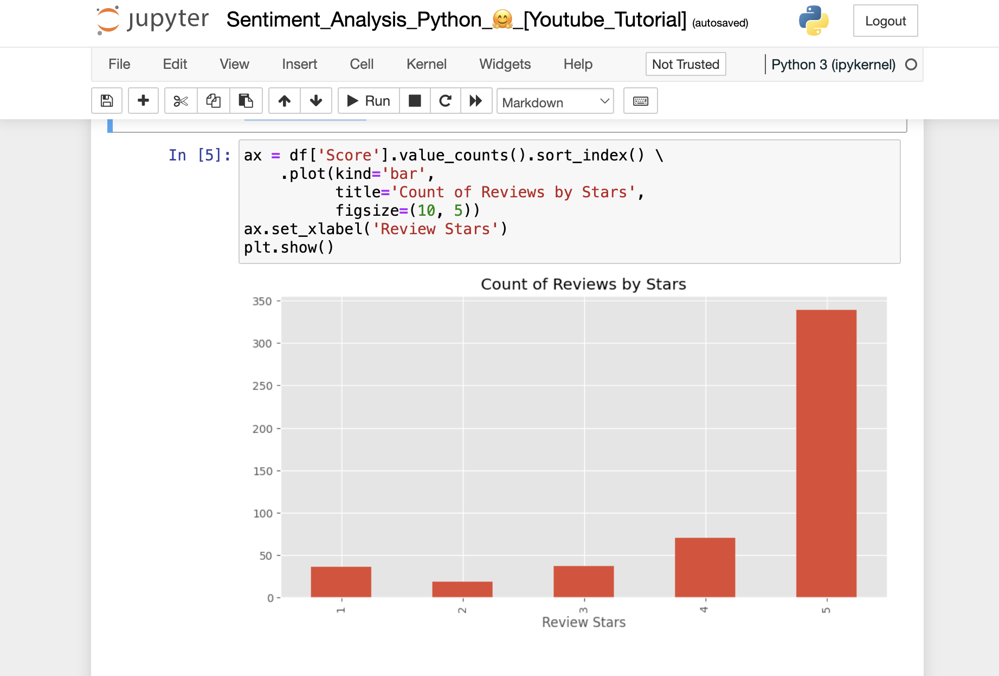 jupyter Sentiment_Analysis_Python_🤗_[Youtube_Tutorial] (autosaved)
Logout
File Edit View Insert Cell Kernel Widgets Help Not Trusted Python 3 (ipykernel)
Run Markdown
In [5]: ax = df['Score'].value_counts().sort_index() \
    .plot(kind='bar',
          title='Count of Reviews by Stars',
          figsize=(10, 5))
ax.set_xlabel('Review Stars')
plt.show()
Count of Reviews by Stars
350
300
250
200
150
100
50
0
1 2 3 4 5
Review Stars